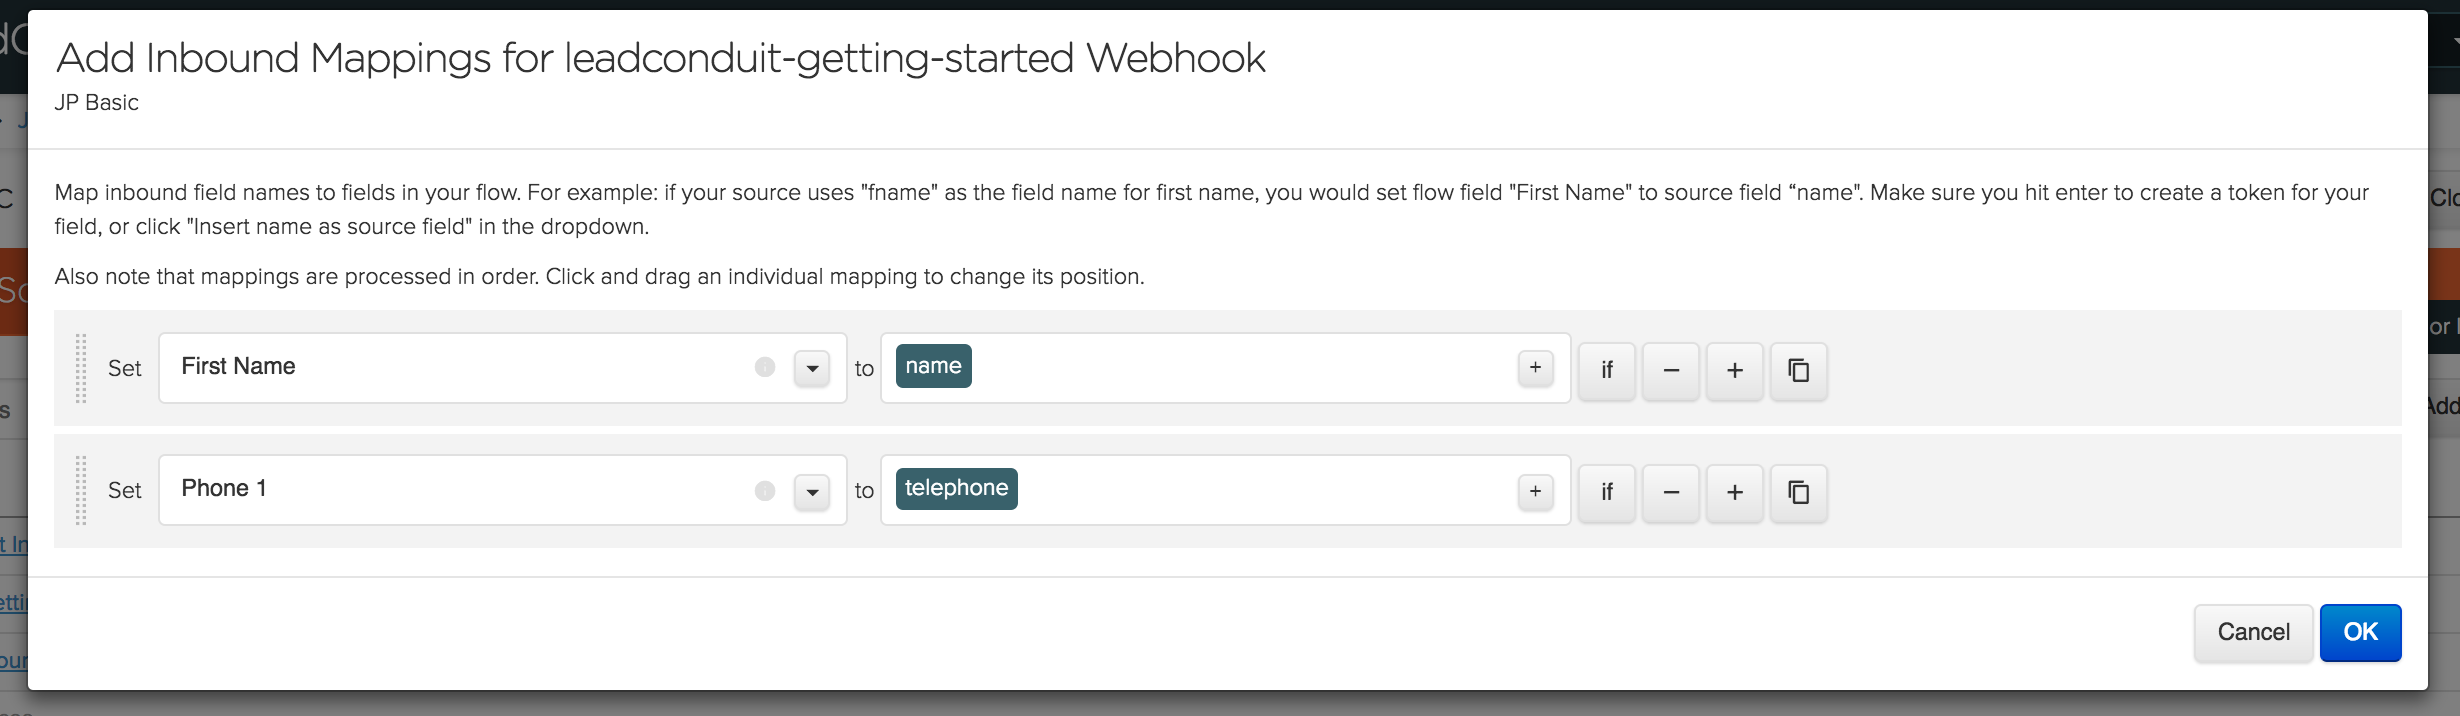 Add Inbound Mappings for leadconduit-getting-started Webhook
JP Basic
Map inbound field names to fields in your flow. For example: if your source uses "fname" as the field name for first name, you would set flow field "First Name" to source field “name". Make sure you hit enter to create a token for your
field, or click "Insert name as source field" in the dropdown.
Also note that mappings are processed in order. Click and drag an individual mapping to change its position.
Set First Name to name + if − +
Set Phone 1 to telephone + if − +
Cancel OK